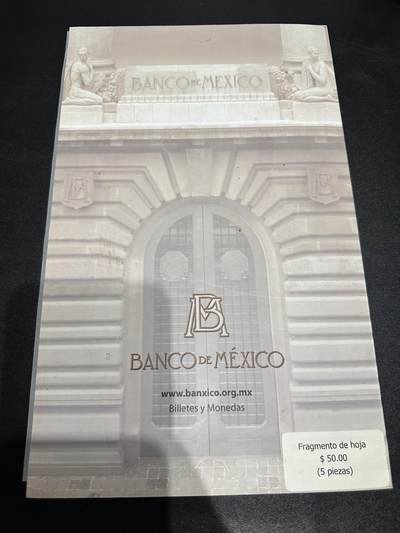 BANCO DE MEXICO
B
B
BM
BANCO DE MÉXICO
www.banxico.org.mx
Billetes y Monedas
Fragmento de hoja
$ 50.00
(5 piezas)